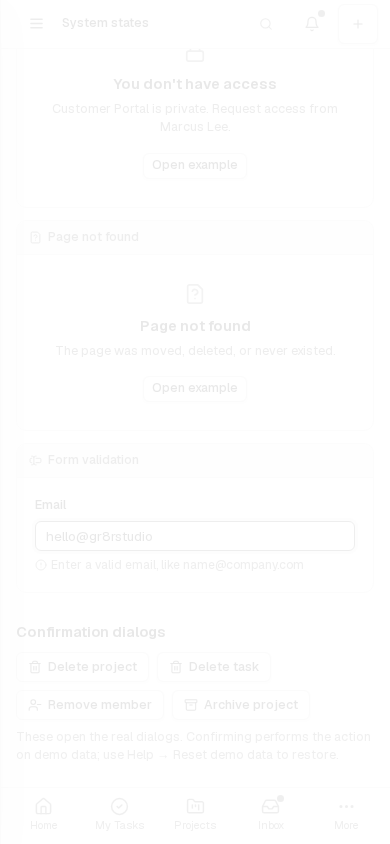 System states
You don't have access
Customer Portal is private. Request access from
Marcus Lee.
Open example
Page not found
Page not found
The page was moved, deleted, or never existed.
Open example
Form validation
Email
hello@gr8rstudio
Enter a valid email, like name@company.com
Confirmation dialogs
Delete project
Delete task
Remove member
Archive project
These open the real dialogs. Confirming performs the action
on demo data; use Help → Reset demo data to restore.
Home
My Tasks
Projects
Inbox
More